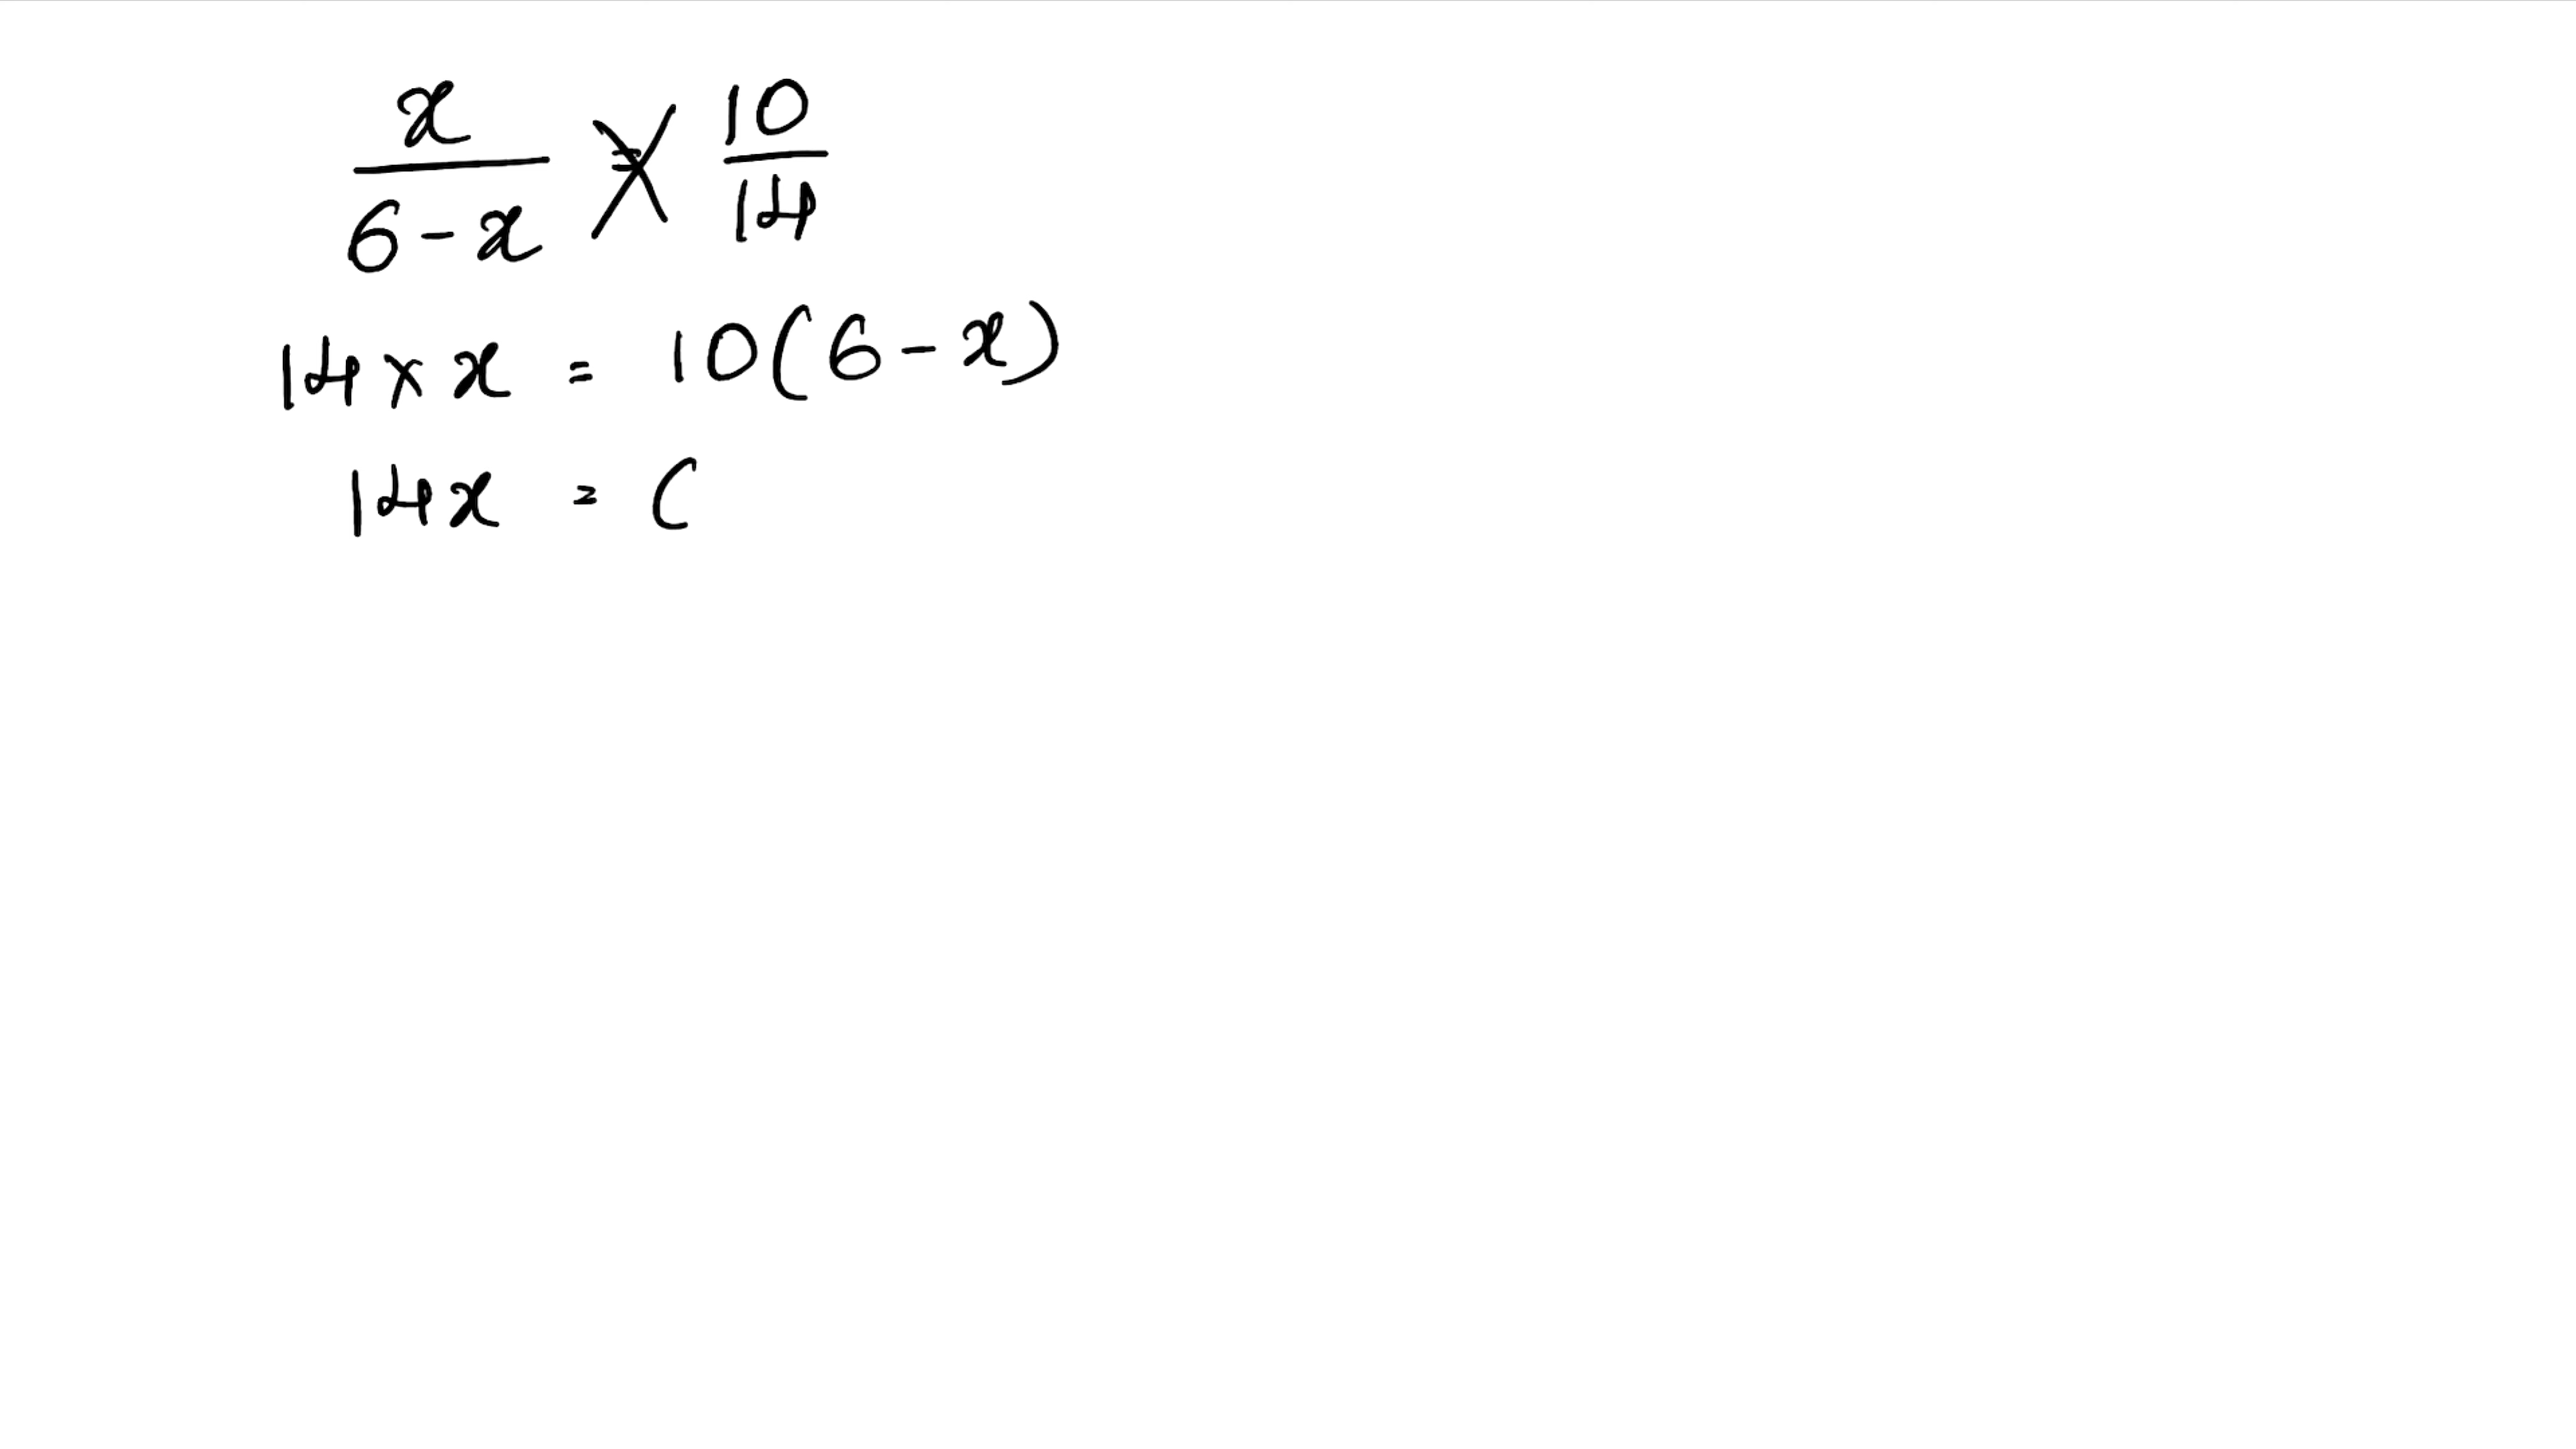 x/(6-x) = 10/14
14 × x = 10(6-x)
14x = (